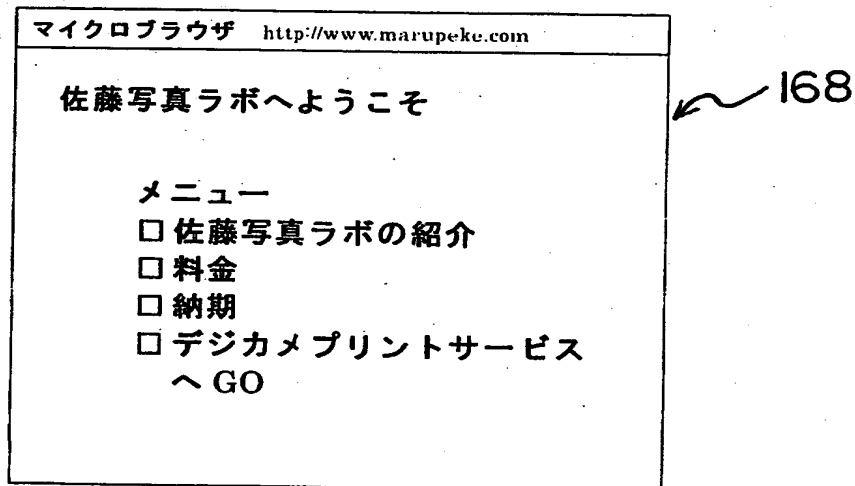 マイクロブラウザ http://www.marupeke.com
168
佐藤写真ラボへようこそ
メニュー
□佐藤写真ラボの紹介
□料金
□納期
□デジカメプリントサービス
へGO